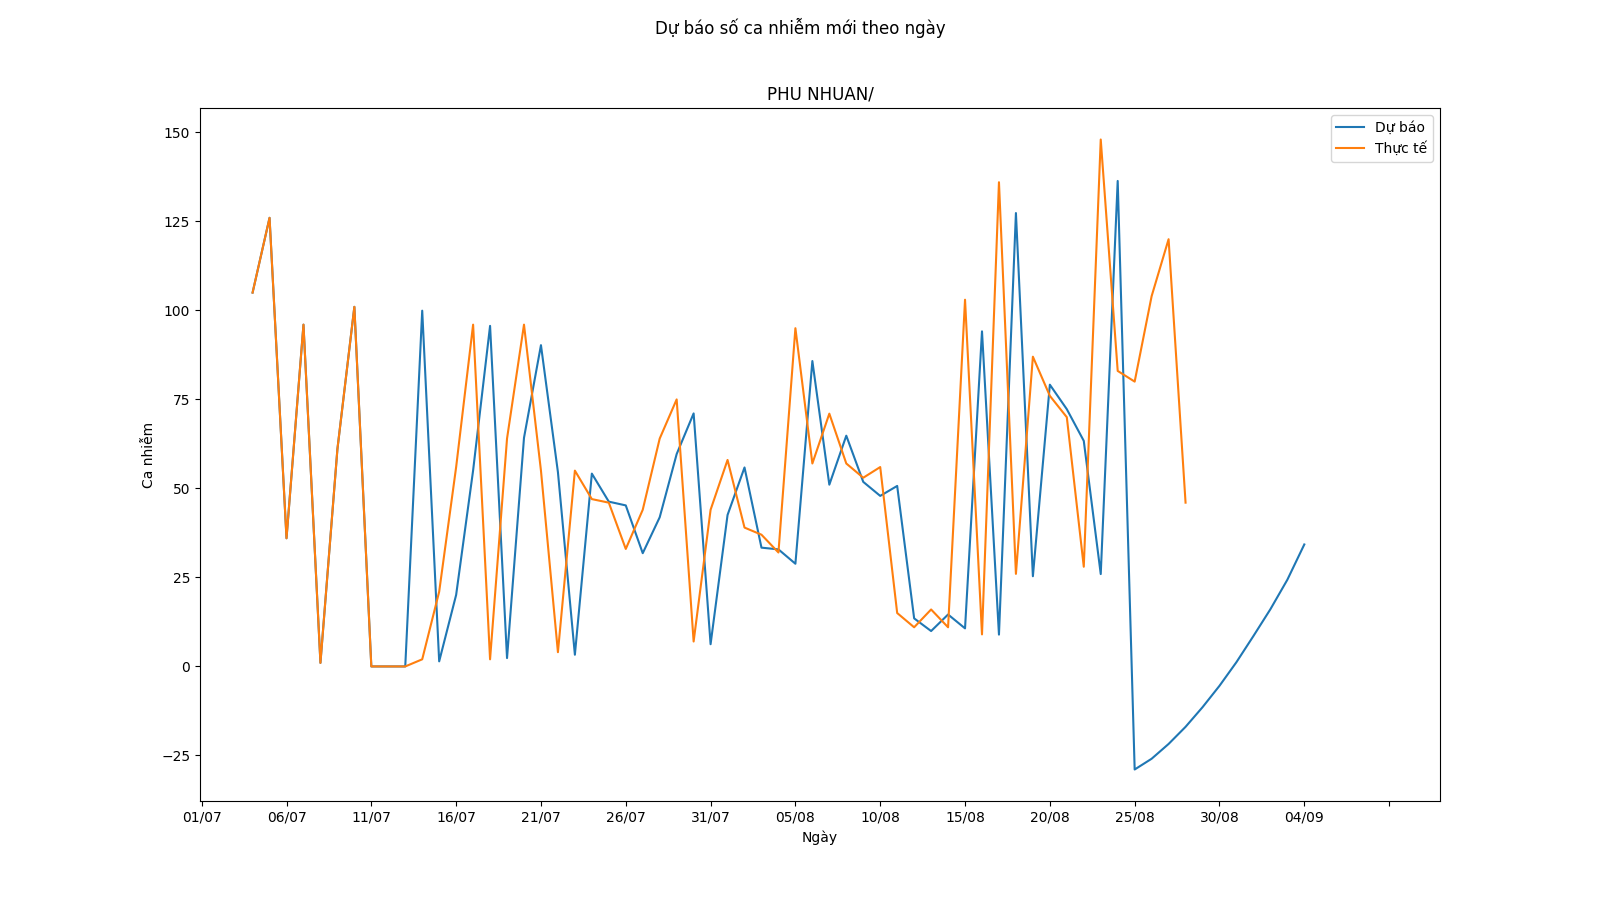 Dự báo số ca nhiễm mới theo ngày
PHU NHUAN/
Dự báo
Thực tế
150
125
100
75
50
25
0
−25
Ca nhiễm
01/07 06/07 11/07 16/07 21/07 26/07 31/07 05/08 10/08 15/08 20/08 25/08 30/08 04/09
Ngày